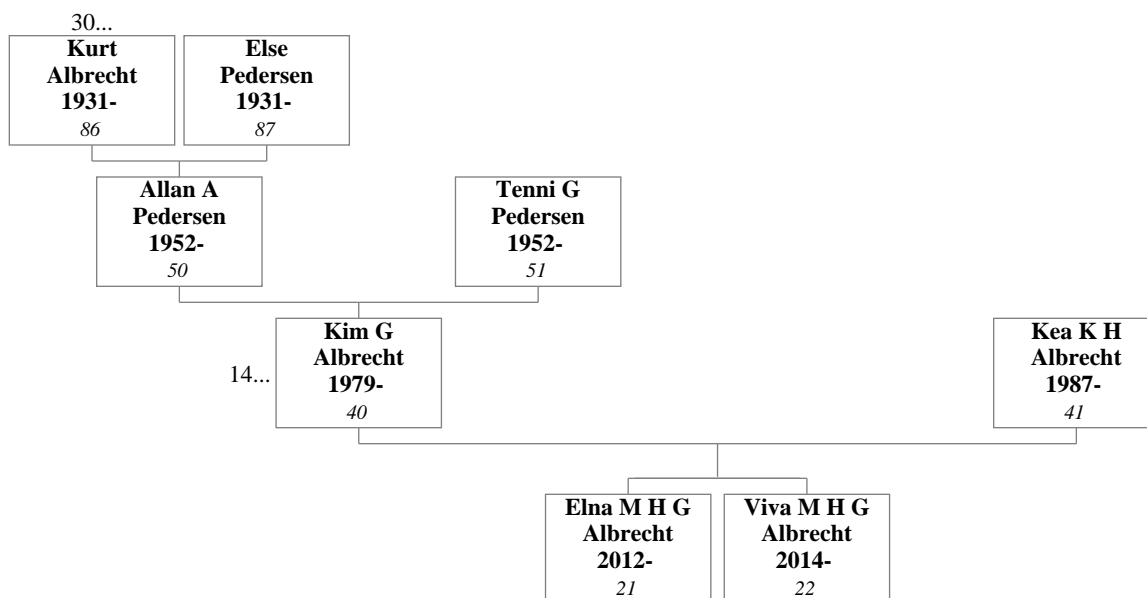 30...
Kurt
Albrecht
1931-
86
Else
Pedersen
1931-
87
Allan A
Pedersen
1952-
50
Tenni G
Pedersen
1952-
51
14...
Kim G
Albrecht
1979-
40
Kea K H
Albrecht
1987-
41
Elna M H G
Albrecht
2012-
21
Viva M H G
Albrecht
2014-
22